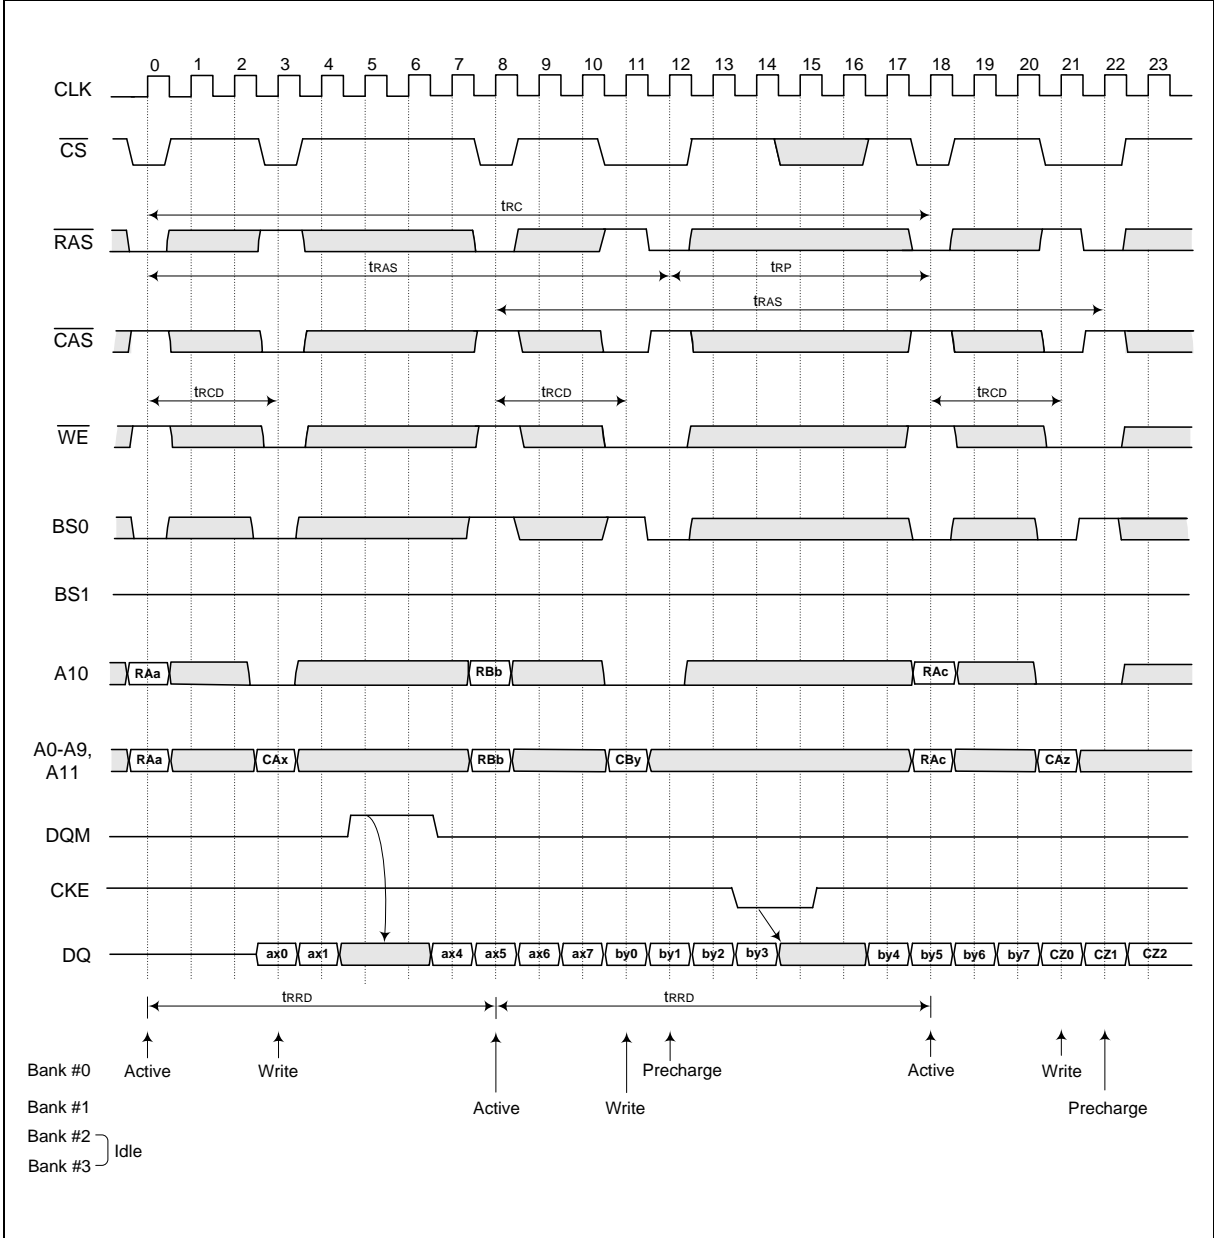 0 1 2 3 4 5 6 7 8 9 10 11 12 13 14 15 16 17 18 19 20 21 22 23
CLK
CS
tRC
RAS
tRAS tRP
tRAS
CAS
tRCD tRCD tRCD
WE
BS0
BS1
A10 RAa RBb RAc
A0-A9,
A11
RAa CAx RBb CBy RAc CAz
DQM
CKE
DQ ax0 ax1 ax4 ax5 ax6 ax7 by0 by1 by2 by3 by4 by5 by6 by7 CZ0 CZ1 CZ2
tRRD tRRD
Bank #0 Active Write Precharge Active Write
Bank #1 Active Write Precharge
Bank #2
Idle
Bank #3